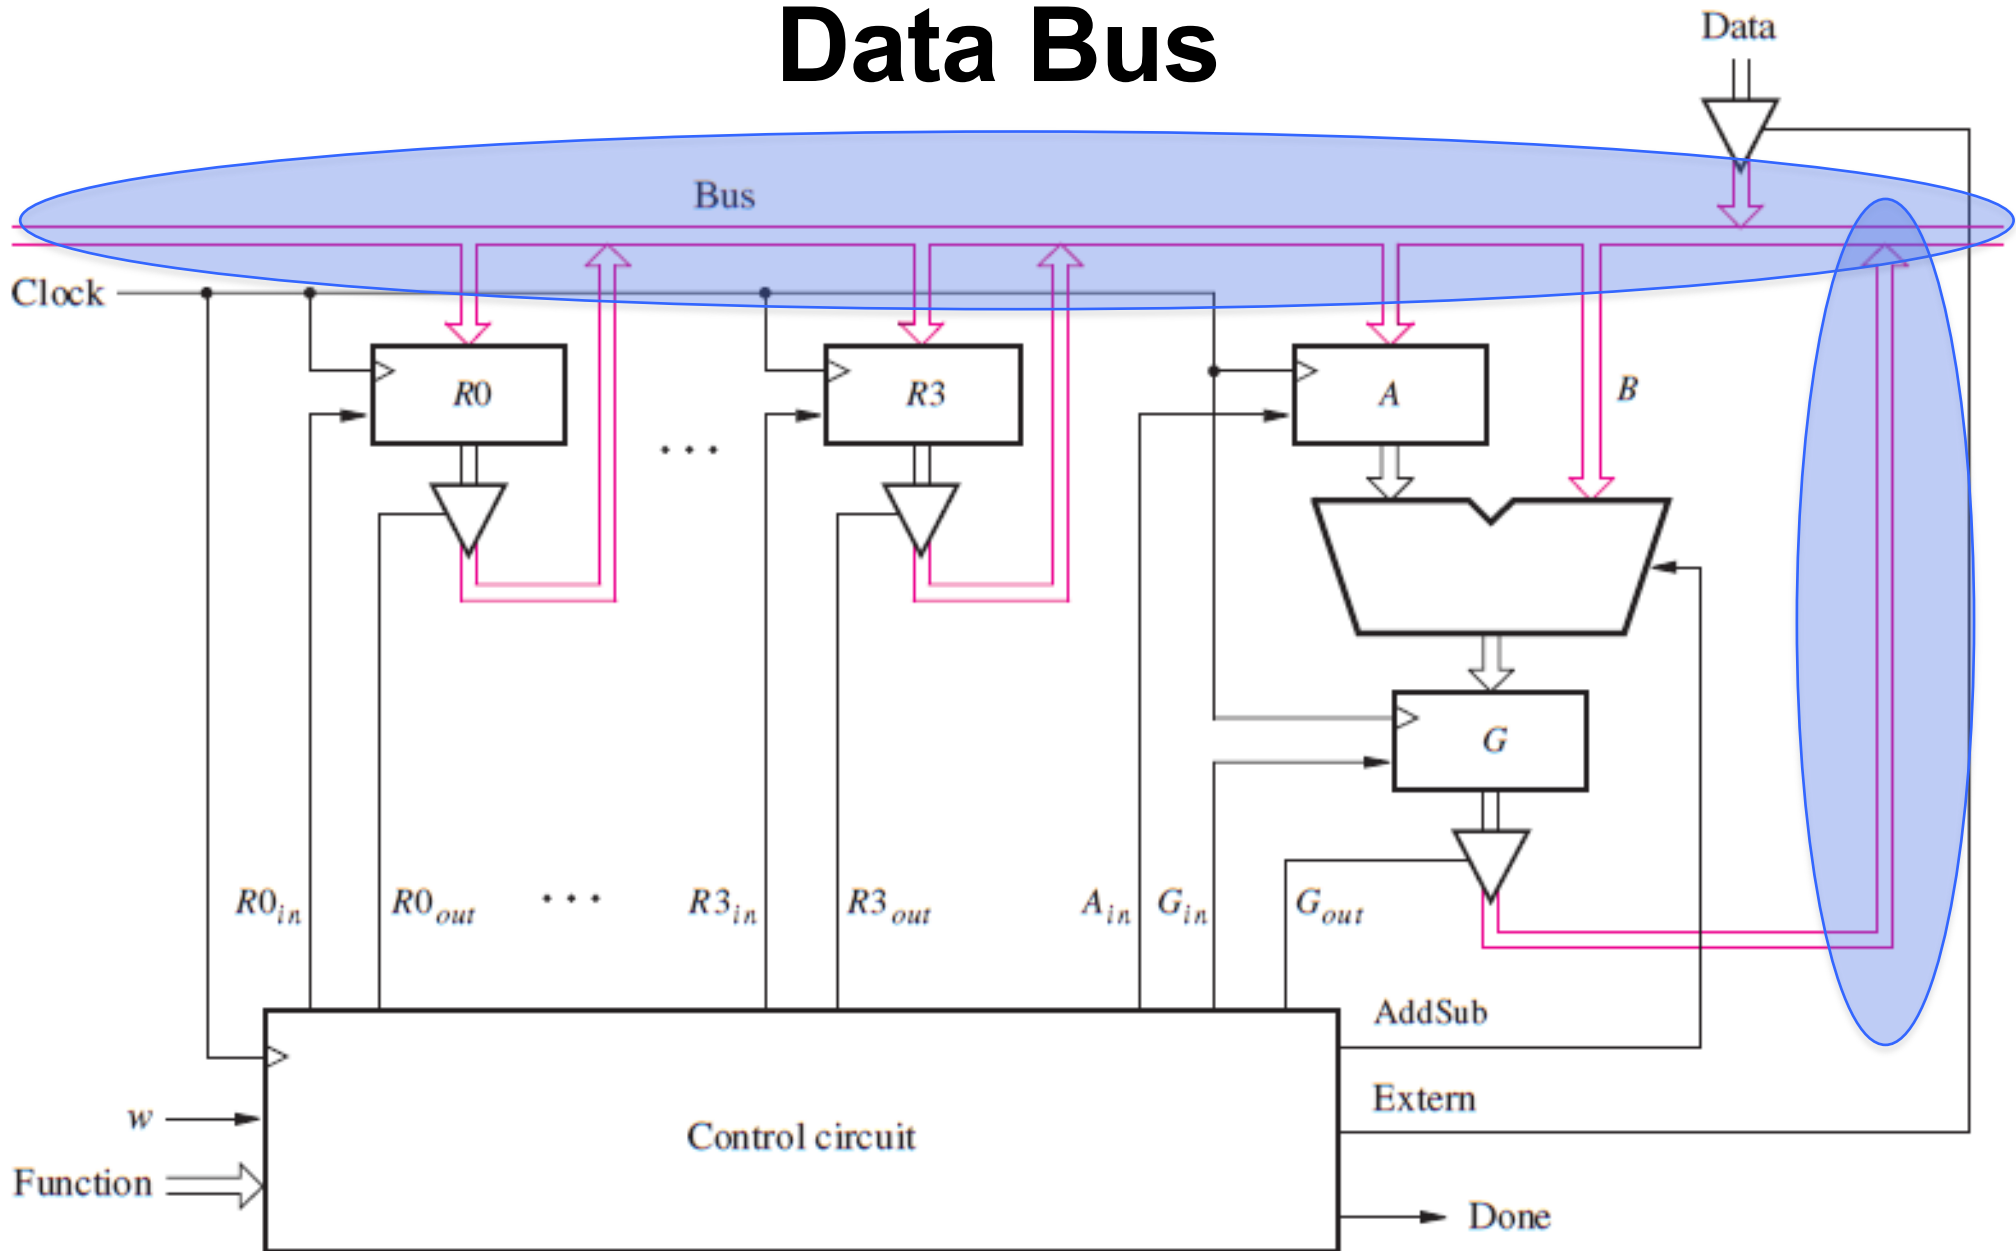 Data Bus
Data
Bus
Clock
R0
R3
A
B
. . .
G
R0in
R0out
. . .
R3in
R3out
Ain
Gin
Gout
AddSub
Extern
w
Control circuit
Function
Done